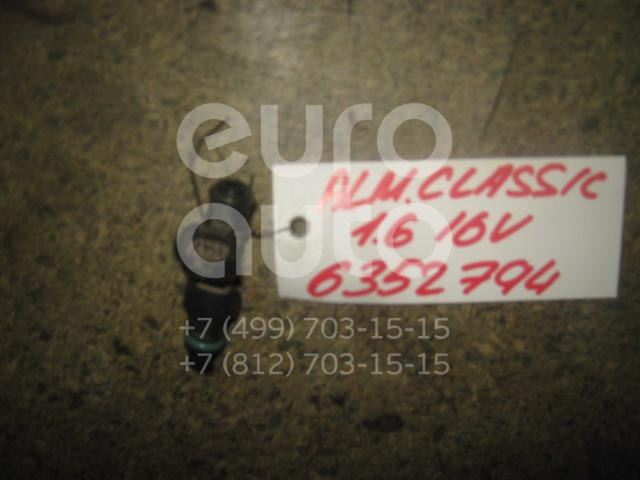 euro
auto
ALM.CLASSIC
1.6 16V
6352794
+7 (499) 703-15-15
+7 (812) 703-15-15